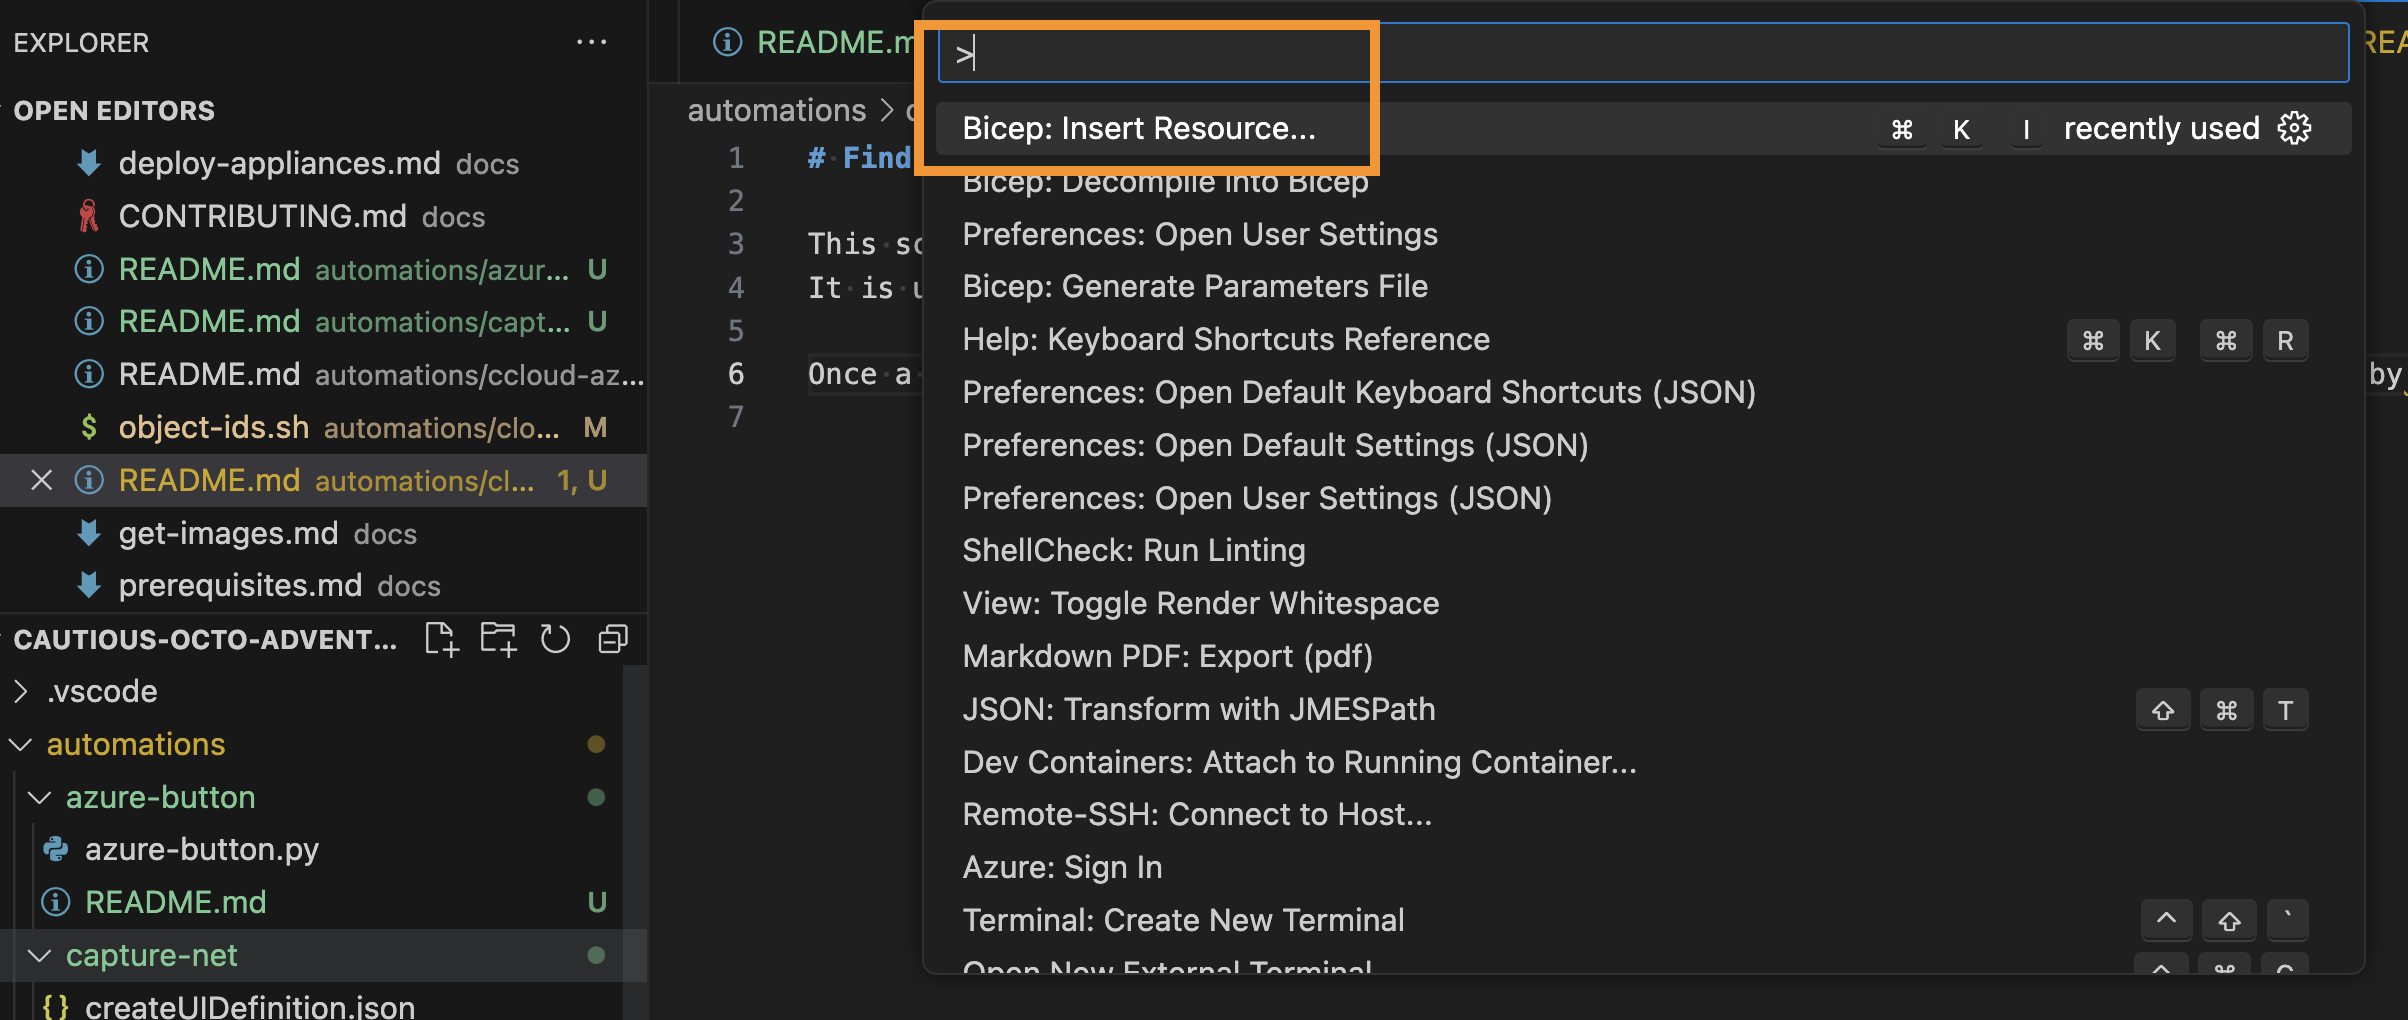 EXPLORER
OPEN EDITORS
deploy-appliances.md docs
CONTRIBUTING.md docs
README.md automations/azur... U
README.md automations/capt... U
README.md automations/ccloud-az...
$ object-ids.sh automations/clo... M
README.md automations/cl... 1, U
get-images.md docs
prerequisites.md docs
CAUTIOUS-OCTO-ADVENT...
.vscode
automations
azure-button
azure-button.py
README.md U
capture-net
{} createUIDefinition.json
README.m
automations >
1 # Find
2
3 This sc
4 It is u
5
6 Once a
7
by
>
Bicep: Insert Resource... ⌘ K I recently used
Bicep: Decompile into Bicep
Preferences: Open User Settings
Bicep: Generate Parameters File
Help: Keyboard Shortcuts Reference ⌘ K ⌘ R
Preferences: Open Default Keyboard Shortcuts (JSON)
Preferences: Open Default Settings (JSON)
Preferences: Open User Settings (JSON)
ShellCheck: Run Linting
View: Toggle Render Whitespace
Markdown PDF: Export (pdf)
JSON: Transform with JMESPath ⇧ ⌘ T
Dev Containers: Attach to Running Container...
Remote-SSH: Connect to Host...
Azure: Sign In
Terminal: Create New Terminal ^ ⇧ `
Open New External Terminal ^ ⌘ C